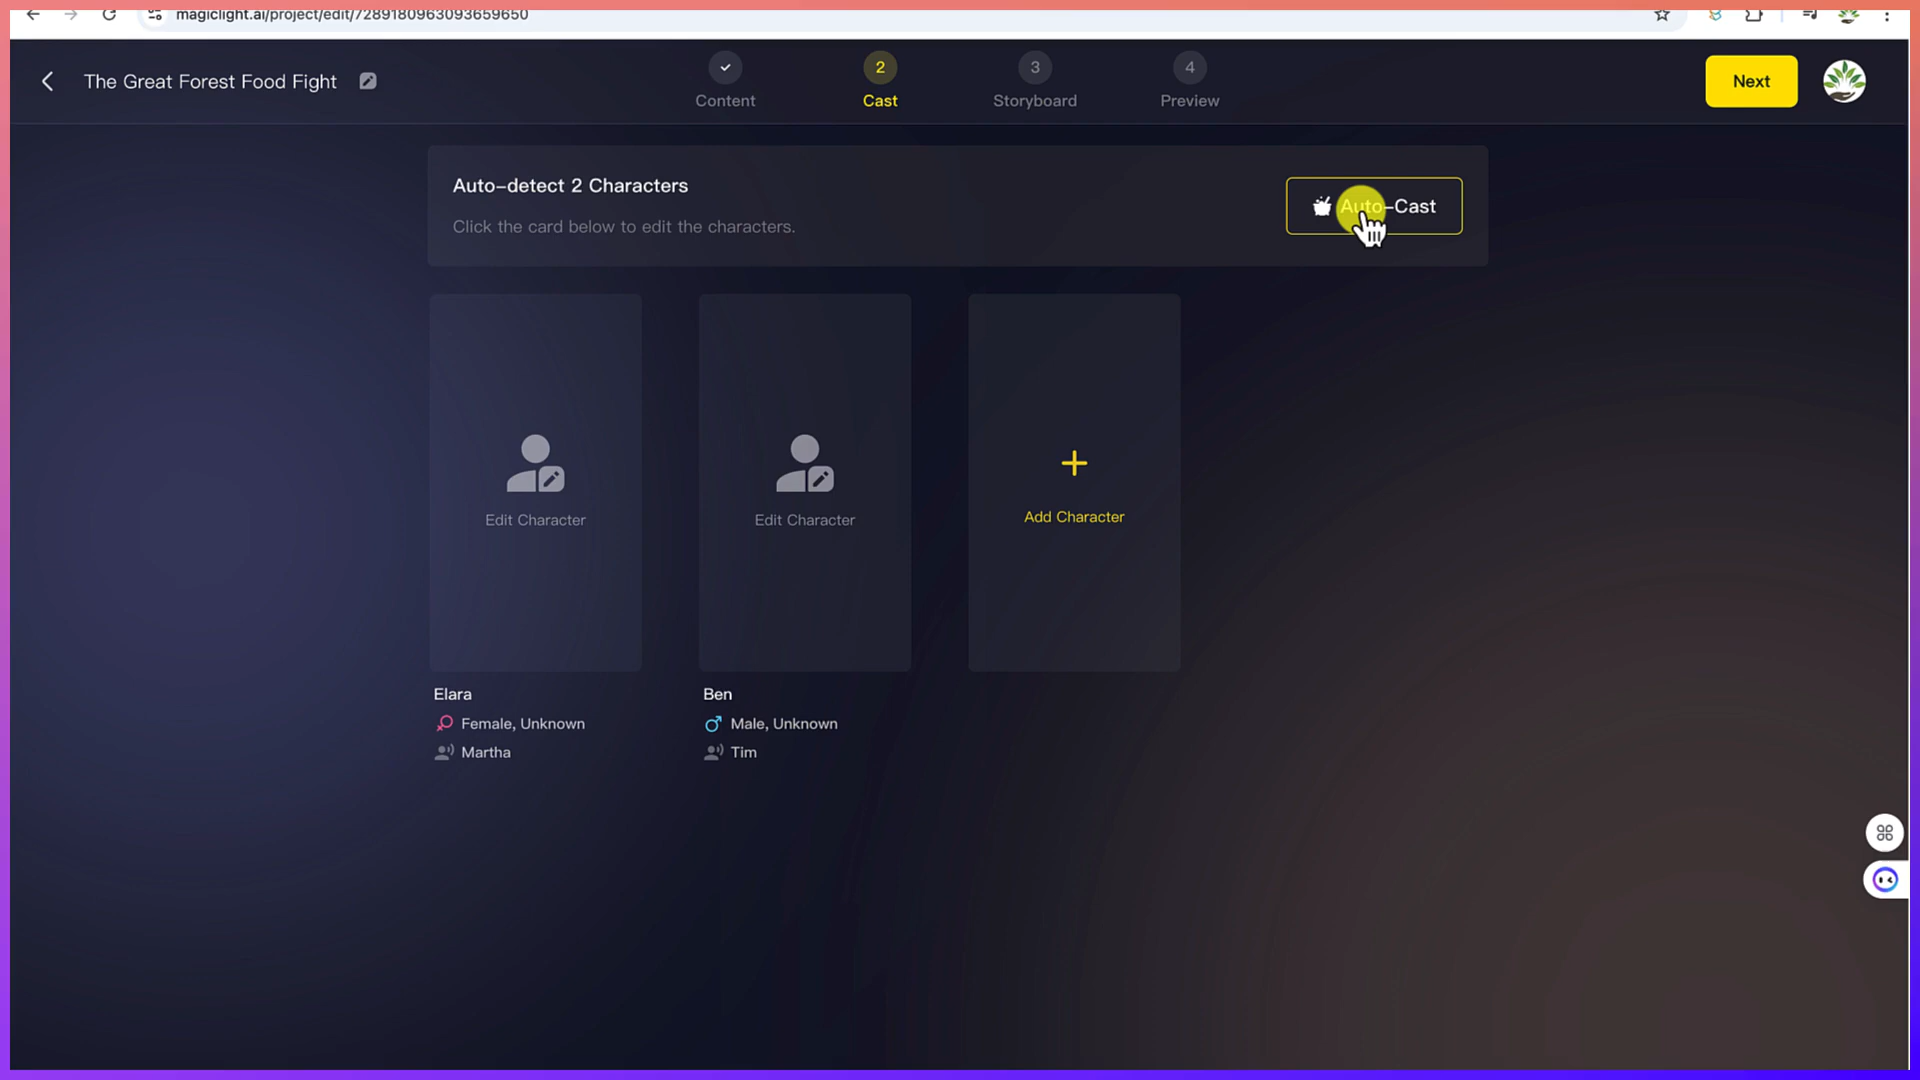 magiclight.ai/project/edit/7289180963093659650
The Great Forest Food Fight
Content
2
Cast
3
Storyboard
4
Preview
Next
Auto-detect 2 Characters
Click the card below to edit the characters.
Auto-Cast
Edit Character
Edit Character
Add Character
Elara
Female, Unknown
Martha
Ben
Male, Unknown
Tim